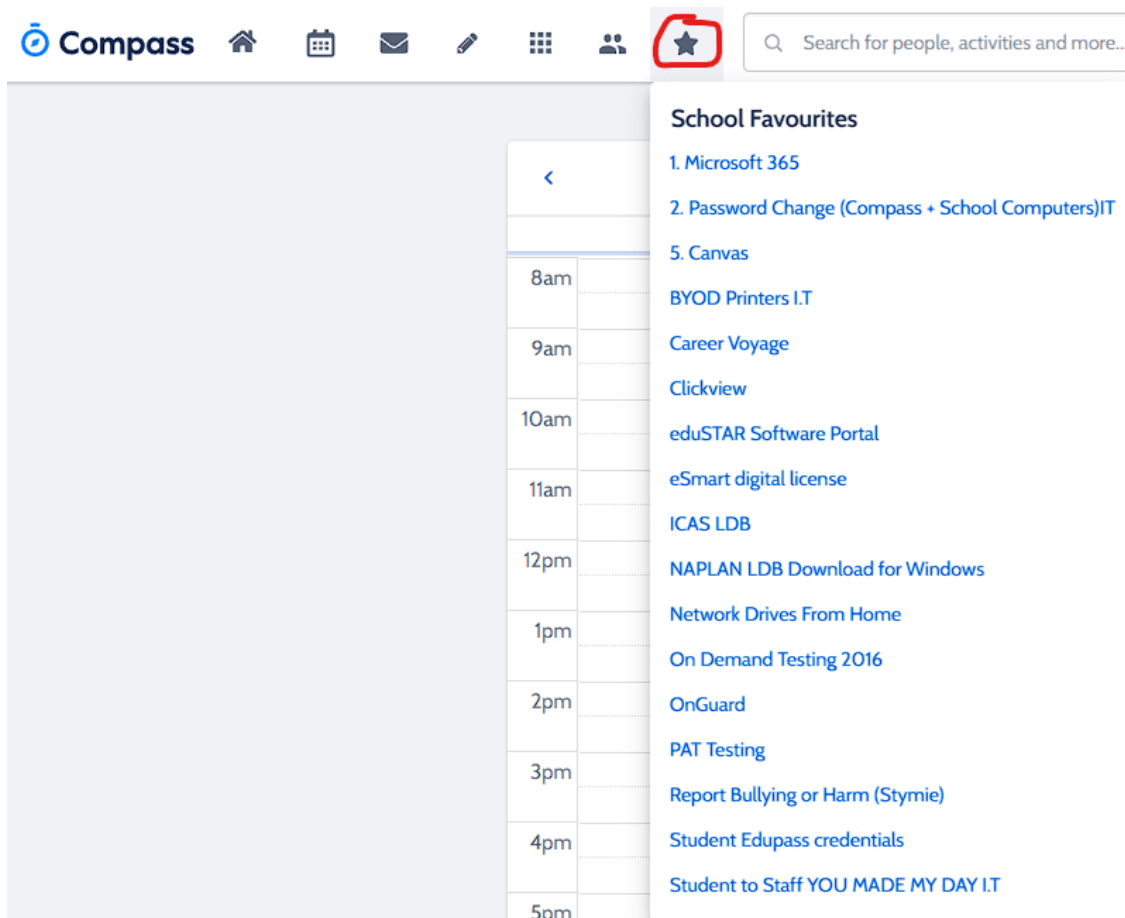 Compass
Search for people, activities and more...
School Favourites
1. Microsoft 365
2. Password Change (Compass + School Computers)IT
5. Canvas
BYOD Printers I.T
Career Voyage
Clickview
eduSTAR Software Portal
eSmart digital license
ICAS LDB
NAPLAN LDB Download for Windows
Network Drives From Home
On Demand Testing 2016
OnGuard
PAT Testing
Report Bullying or Harm (Stymie)
Student Edupass credentials
Student to Staff YOU MADE MY DAY I.T
8am
9am
10am
11am
12pm
1pm
2pm
3pm
4pm
5pm